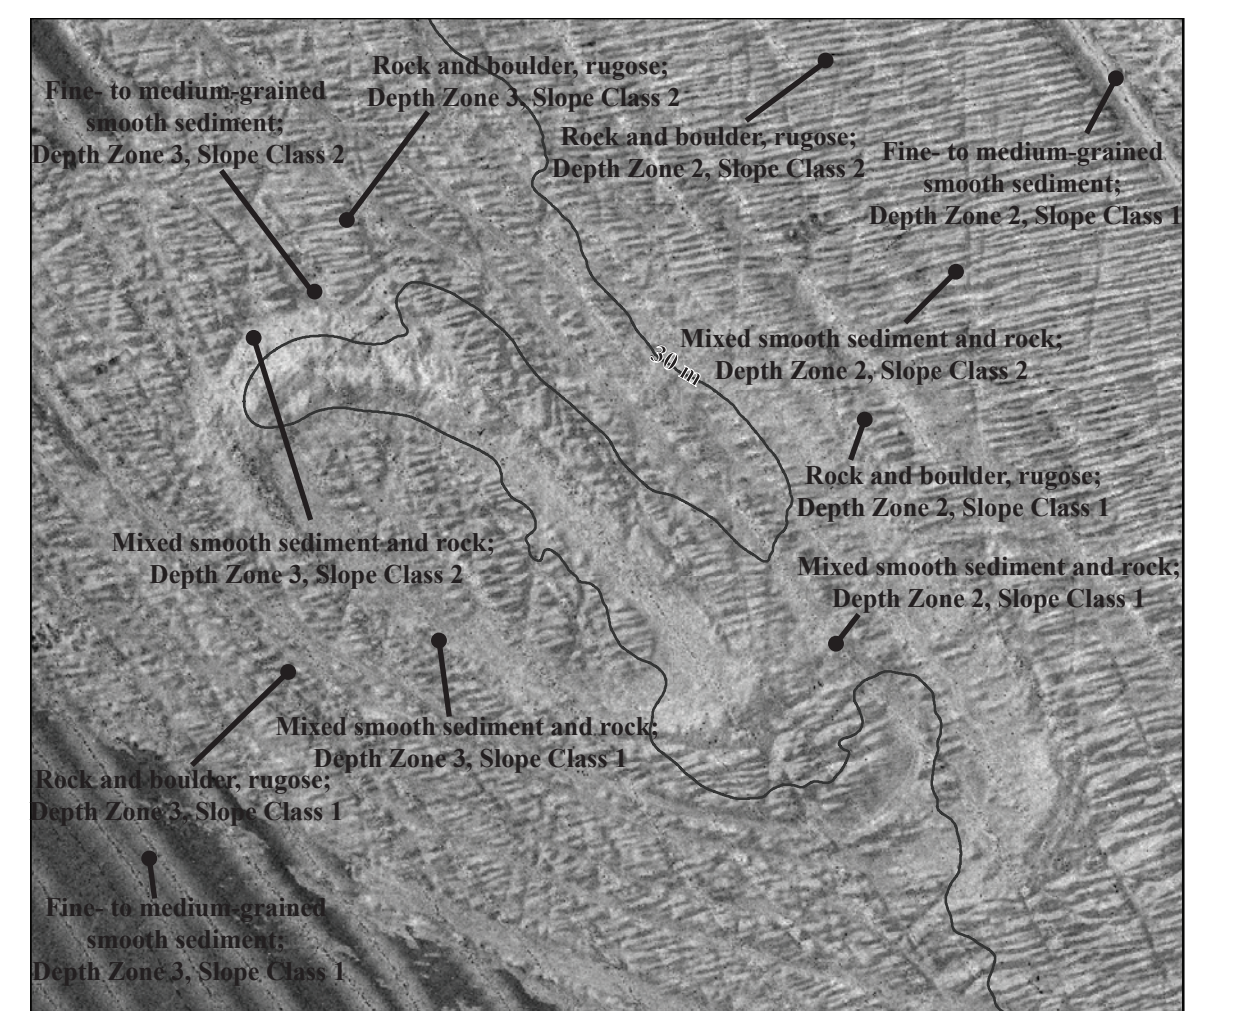 Rock and boulder, rugose;
Depth Zone 3, Slope Class 2
Fine- to medium-grained
smooth sediment;
Depth Zone 3, Slope Class 2
Rock and boulder, rugose;
Depth Zone 2, Slope Class 2
Fine- to medium-grained
smooth sediment;
Depth Zone 2, Slope Class 1
Mixed smooth sediment and rock;
Depth Zone 2, Slope Class 2
30 m
Rock and boulder, rugose;
Depth Zone 2, Slope Class 1
Mixed smooth sediment and rock;
Depth Zone 3, Slope Class 2
Mixed smooth sediment and rock;
Depth Zone 2, Slope Class 1
Mixed smooth sediment and rock;
Depth Zone 3, Slope Class 1
Rock and boulder, rugose;
Depth Zone 3, Slope Class 1
Fine- to medium-grained
smooth sediment;
Depth Zone 3, Slope Class 1